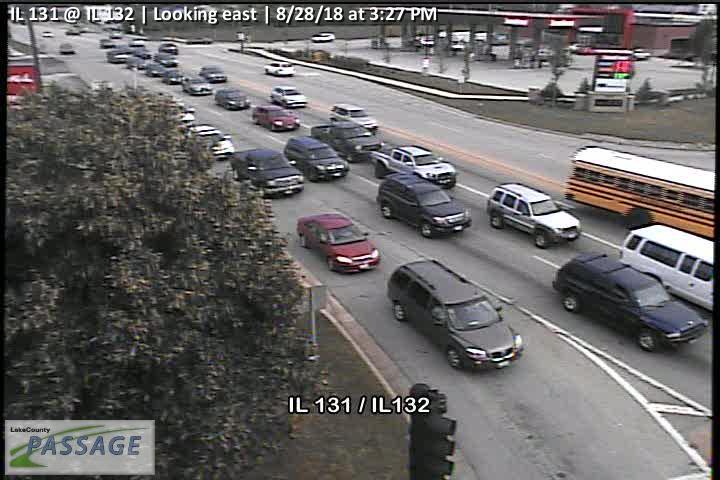 IL 131 @ IL 132 | Looking east | 8/28/18 at 3:27 PM
IL 131 / IL132
LakeCounty
PASSAGE